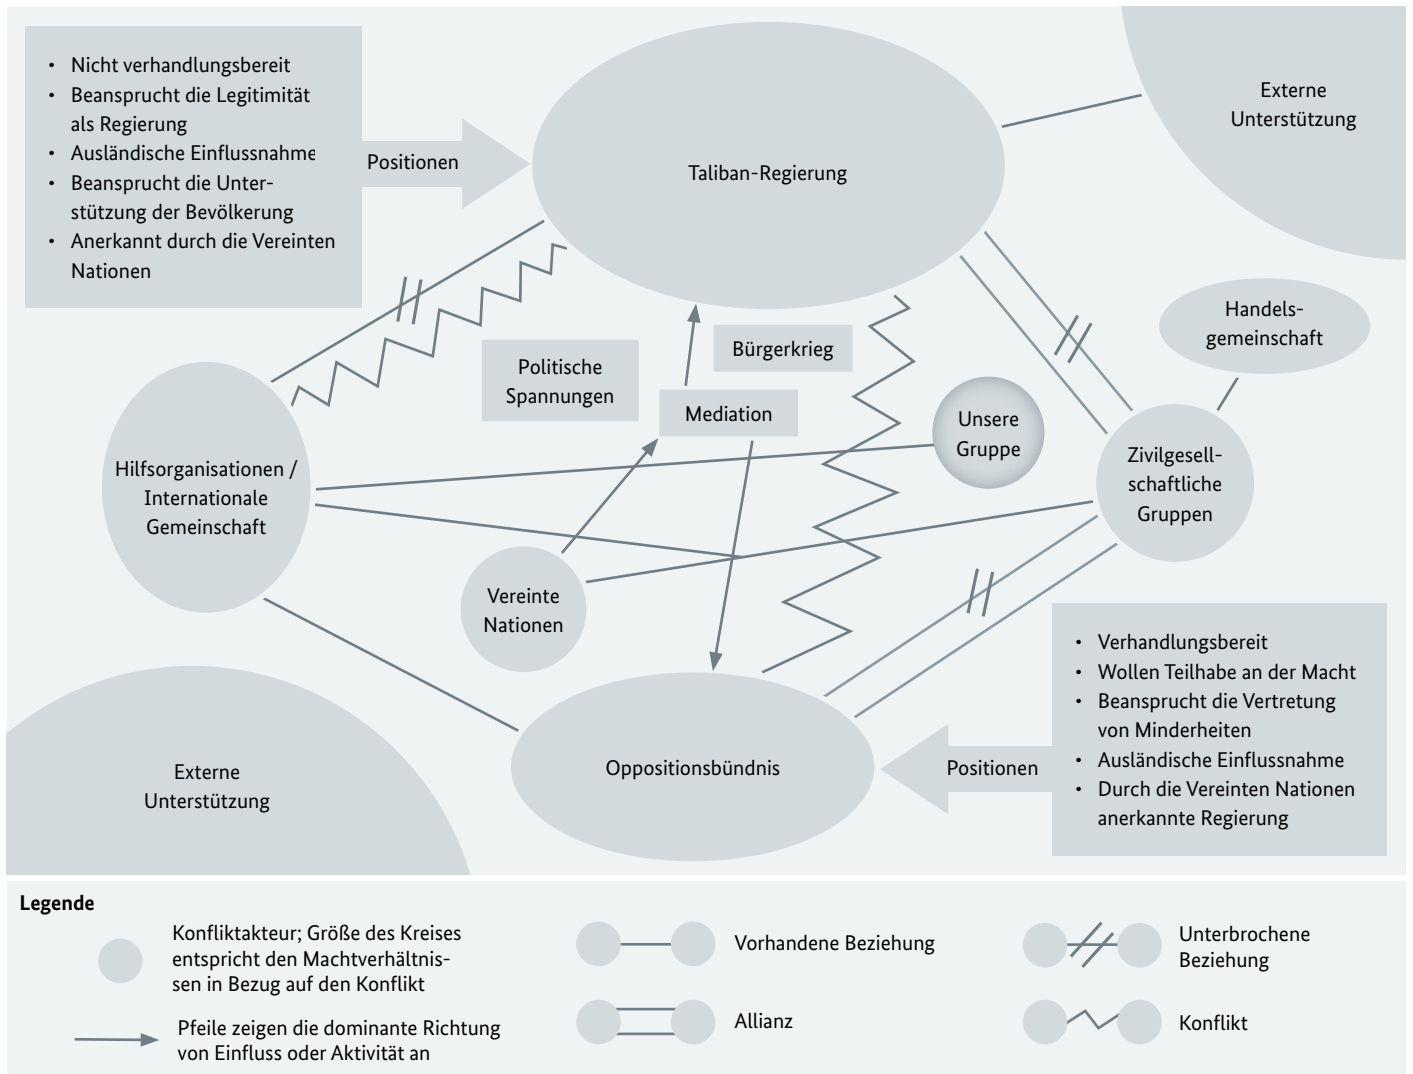 • Nicht verhandlungsbereit
• Beansprucht die Legitimität
als Regierung
• Ausländische Einflussnahme
• Beansprucht die Unter-
stützung der Bevölkerung
• Anerkannt durch die Vereinten
Nationen
Positionen
Taliban-Regierung
Externe
Unterstützung
Handels-
gemeinschaft
Politische
Spannungen
Bürgerkrieg
Mediation
Unsere
Gruppe
Hilfsorganisationen /
Internationale
Gemeinschaft
Zivilgesell-
schaftliche
Gruppen
Vereinte
Nationen
Externe
Unterstützung
Oppositionsbündnis
Positionen
• Verhandlungsbereit
• Wollen Teilhabe an der Macht
• Beansprucht die Vertretung
von Minderheiten
• Ausländische Einflussnahme
• Durch die Vereinten Nationen
anerkannte Regierung
Legende
Konfliktakteur; Größe des Kreises
entspricht den Machtverhältnis-
sen in Bezug auf den Konflikt
Pfeile zeigen die dominante Richtung
von Einfluss oder Aktivität an
Vorhandene Beziehung
Allianz
Unterbrochene
Beziehung
Konflikt